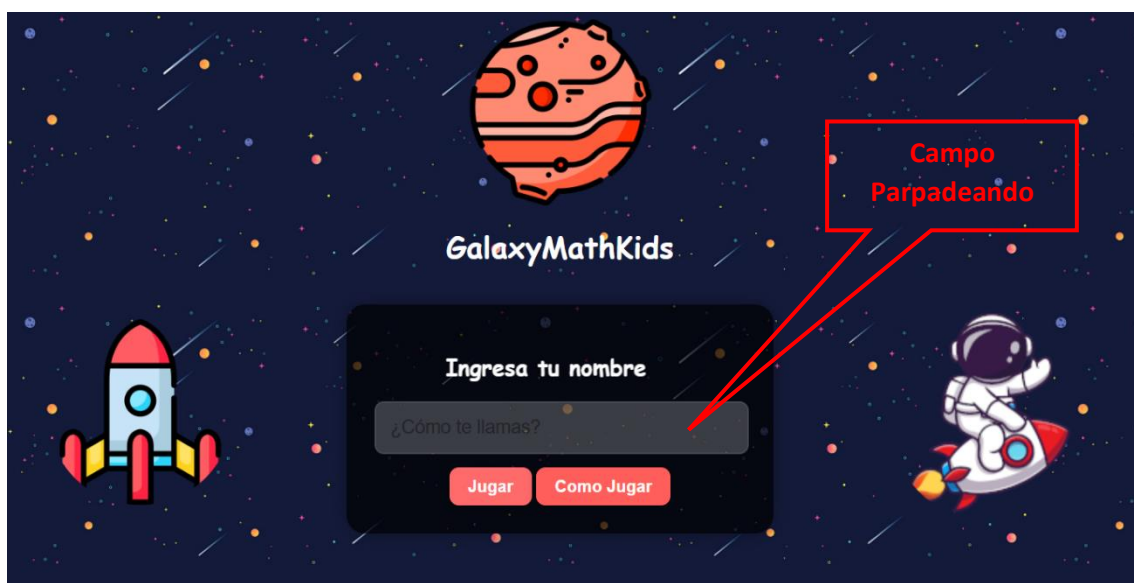 Campo
Parpadeando
GalaxyMathKids
Ingresa tu nombre
¿Cómo te llamas?
Jugar
Como Jugar